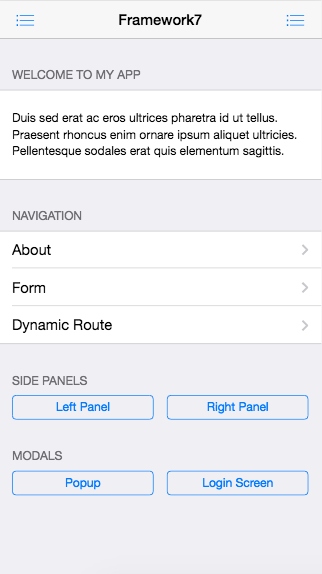 Framework7
WELCOME TO MY APP
Duis sed erat ac eros ultrices pharetra id ut tellus.
Praesent rhoncus enim ornare ipsum aliquet ultricies.
Pellentesque sodales erat quis elementum sagittis.
NAVIGATION
About
Form
Dynamic Route
SIDE PANELS
Left Panel Right Panel
MODALS
Popup Login Screen